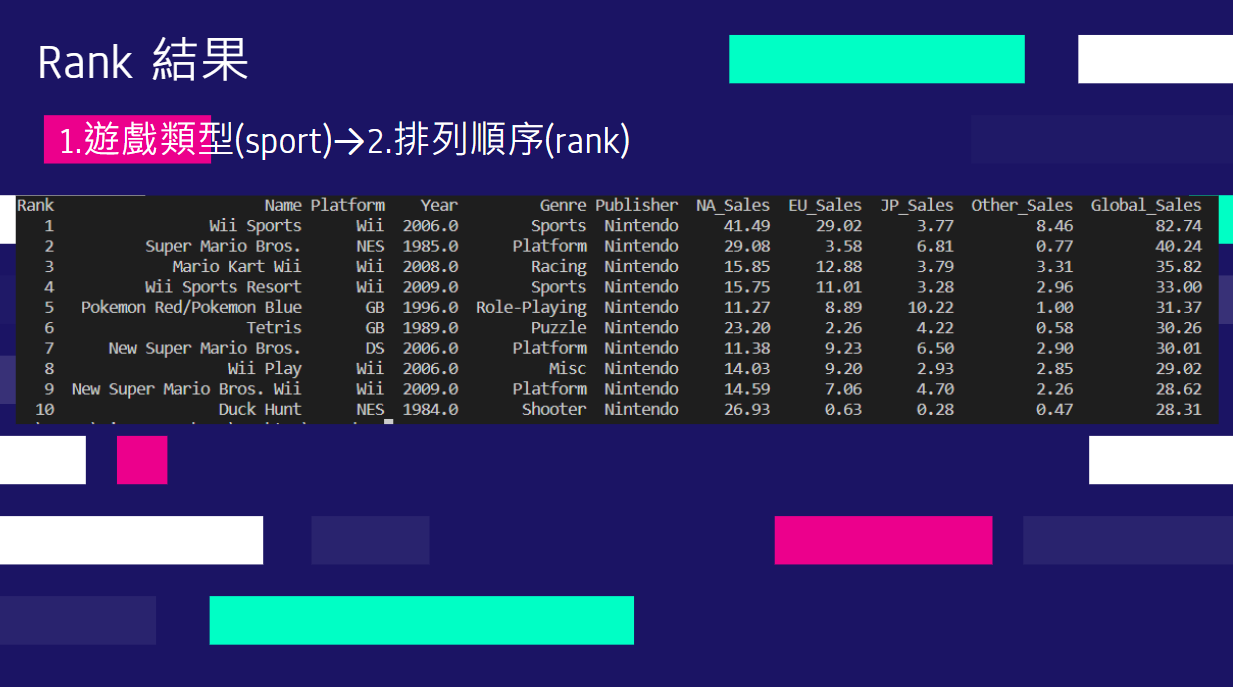 Rank 結果
1.遊戲類型(sport)→2.排列順序(rank)
Rank Name Platform Year Genre Publisher NA_Sales EU_Sales JP_Sales Other_Sales Global_Sales
1 Wii Sports Wii 2006.0 Sports Nintendo 41.49 29.02 3.77 8.46 82.74
2 Super Mario Bros. NES 1985.0 Platform Nintendo 29.08 3.58 6.81 0.77 40.24
3 Mario Kart Wii Wii 2008.0 Racing Nintendo 15.85 12.88 3.79 3.31 35.82
4 Wii Sports Resort Wii 2009.0 Sports Nintendo 15.75 11.01 3.28 2.96 33.00
5 Pokemon Red/Pokemon Blue GB 1996.0 Role-Playing Nintendo 11.27 8.89 10.22 1.00 31.37
6 Tetris GB 1989.0 Puzzle Nintendo 23.20 2.26 4.22 0.58 30.26
7 New Super Mario Bros. DS 2006.0 Platform Nintendo 11.38 9.23 6.50 2.90 30.01
8 Wii Play Wii 2006.0 Misc Nintendo 14.03 9.20 2.93 2.85 29.02
9 New Super Mario Bros. Wii Wii 2009.0 Platform Nintendo 14.59 7.06 4.70 2.26 28.62
10 Duck Hunt NES 1984.0 Shooter Nintendo 26.93 0.63 0.28 0.47 28.31